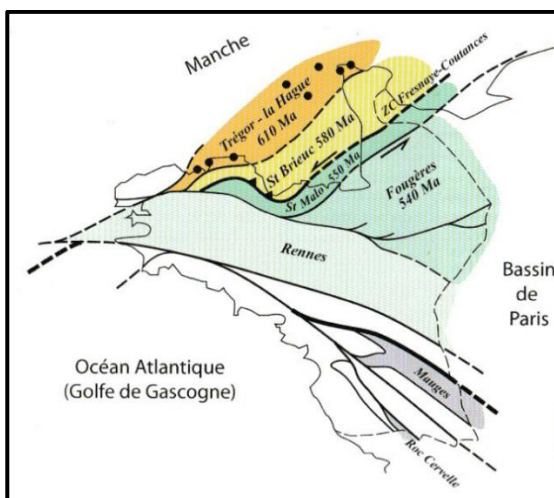 Manche
Trégor - la Hague
610 Ma
ZC Fresnaye-Coutances
St Brieuc 580 Ma
St Malo 550 Ma
Fougères
540 Ma
Rennes
Bassin
de
Paris
Océan Atlantique
(Golfe de Gascogne)
Mauges
Roc Cervelle